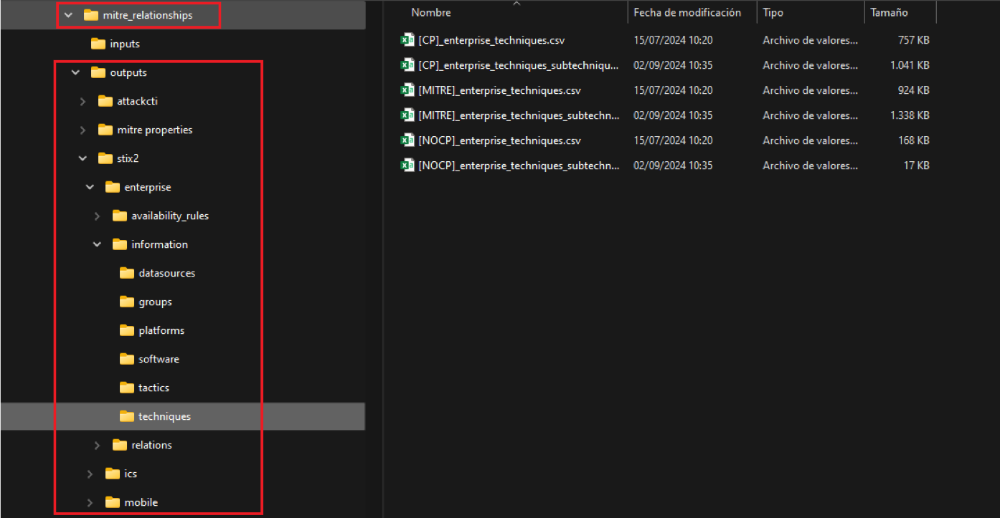 mitre_relationships
inputs
outputs
attackcti
mitre properties
stix2
enterprise
availability_rules
information
datasources
groups
platforms
software
tactics
techniques
relations
ics
mobile
Nombre Fecha de modificación Tipo Tamaño
[CP]_enterprise_techniques.csv 15/07/2024 10:20 Archivo de valores... 757 KB
[CP]_enterprise_techniques_subtechniqu... 02/09/2024 10:35 Archivo de valores... 1.041 KB
[MITRE]_enterprise_techniques.csv 15/07/2024 10:20 Archivo de valores... 924 KB
[MITRE]_enterprise_techniques_subtechn... 02/09/2024 10:35 Archivo de valores... 1.338 KB
[NOCP]_enterprise_techniques.csv 15/07/2024 10:20 Archivo de valores... 168 KB
[NOCP]_enterprise_techniques_subtechn... 02/09/2024 10:35 Archivo de valores... 17 KB